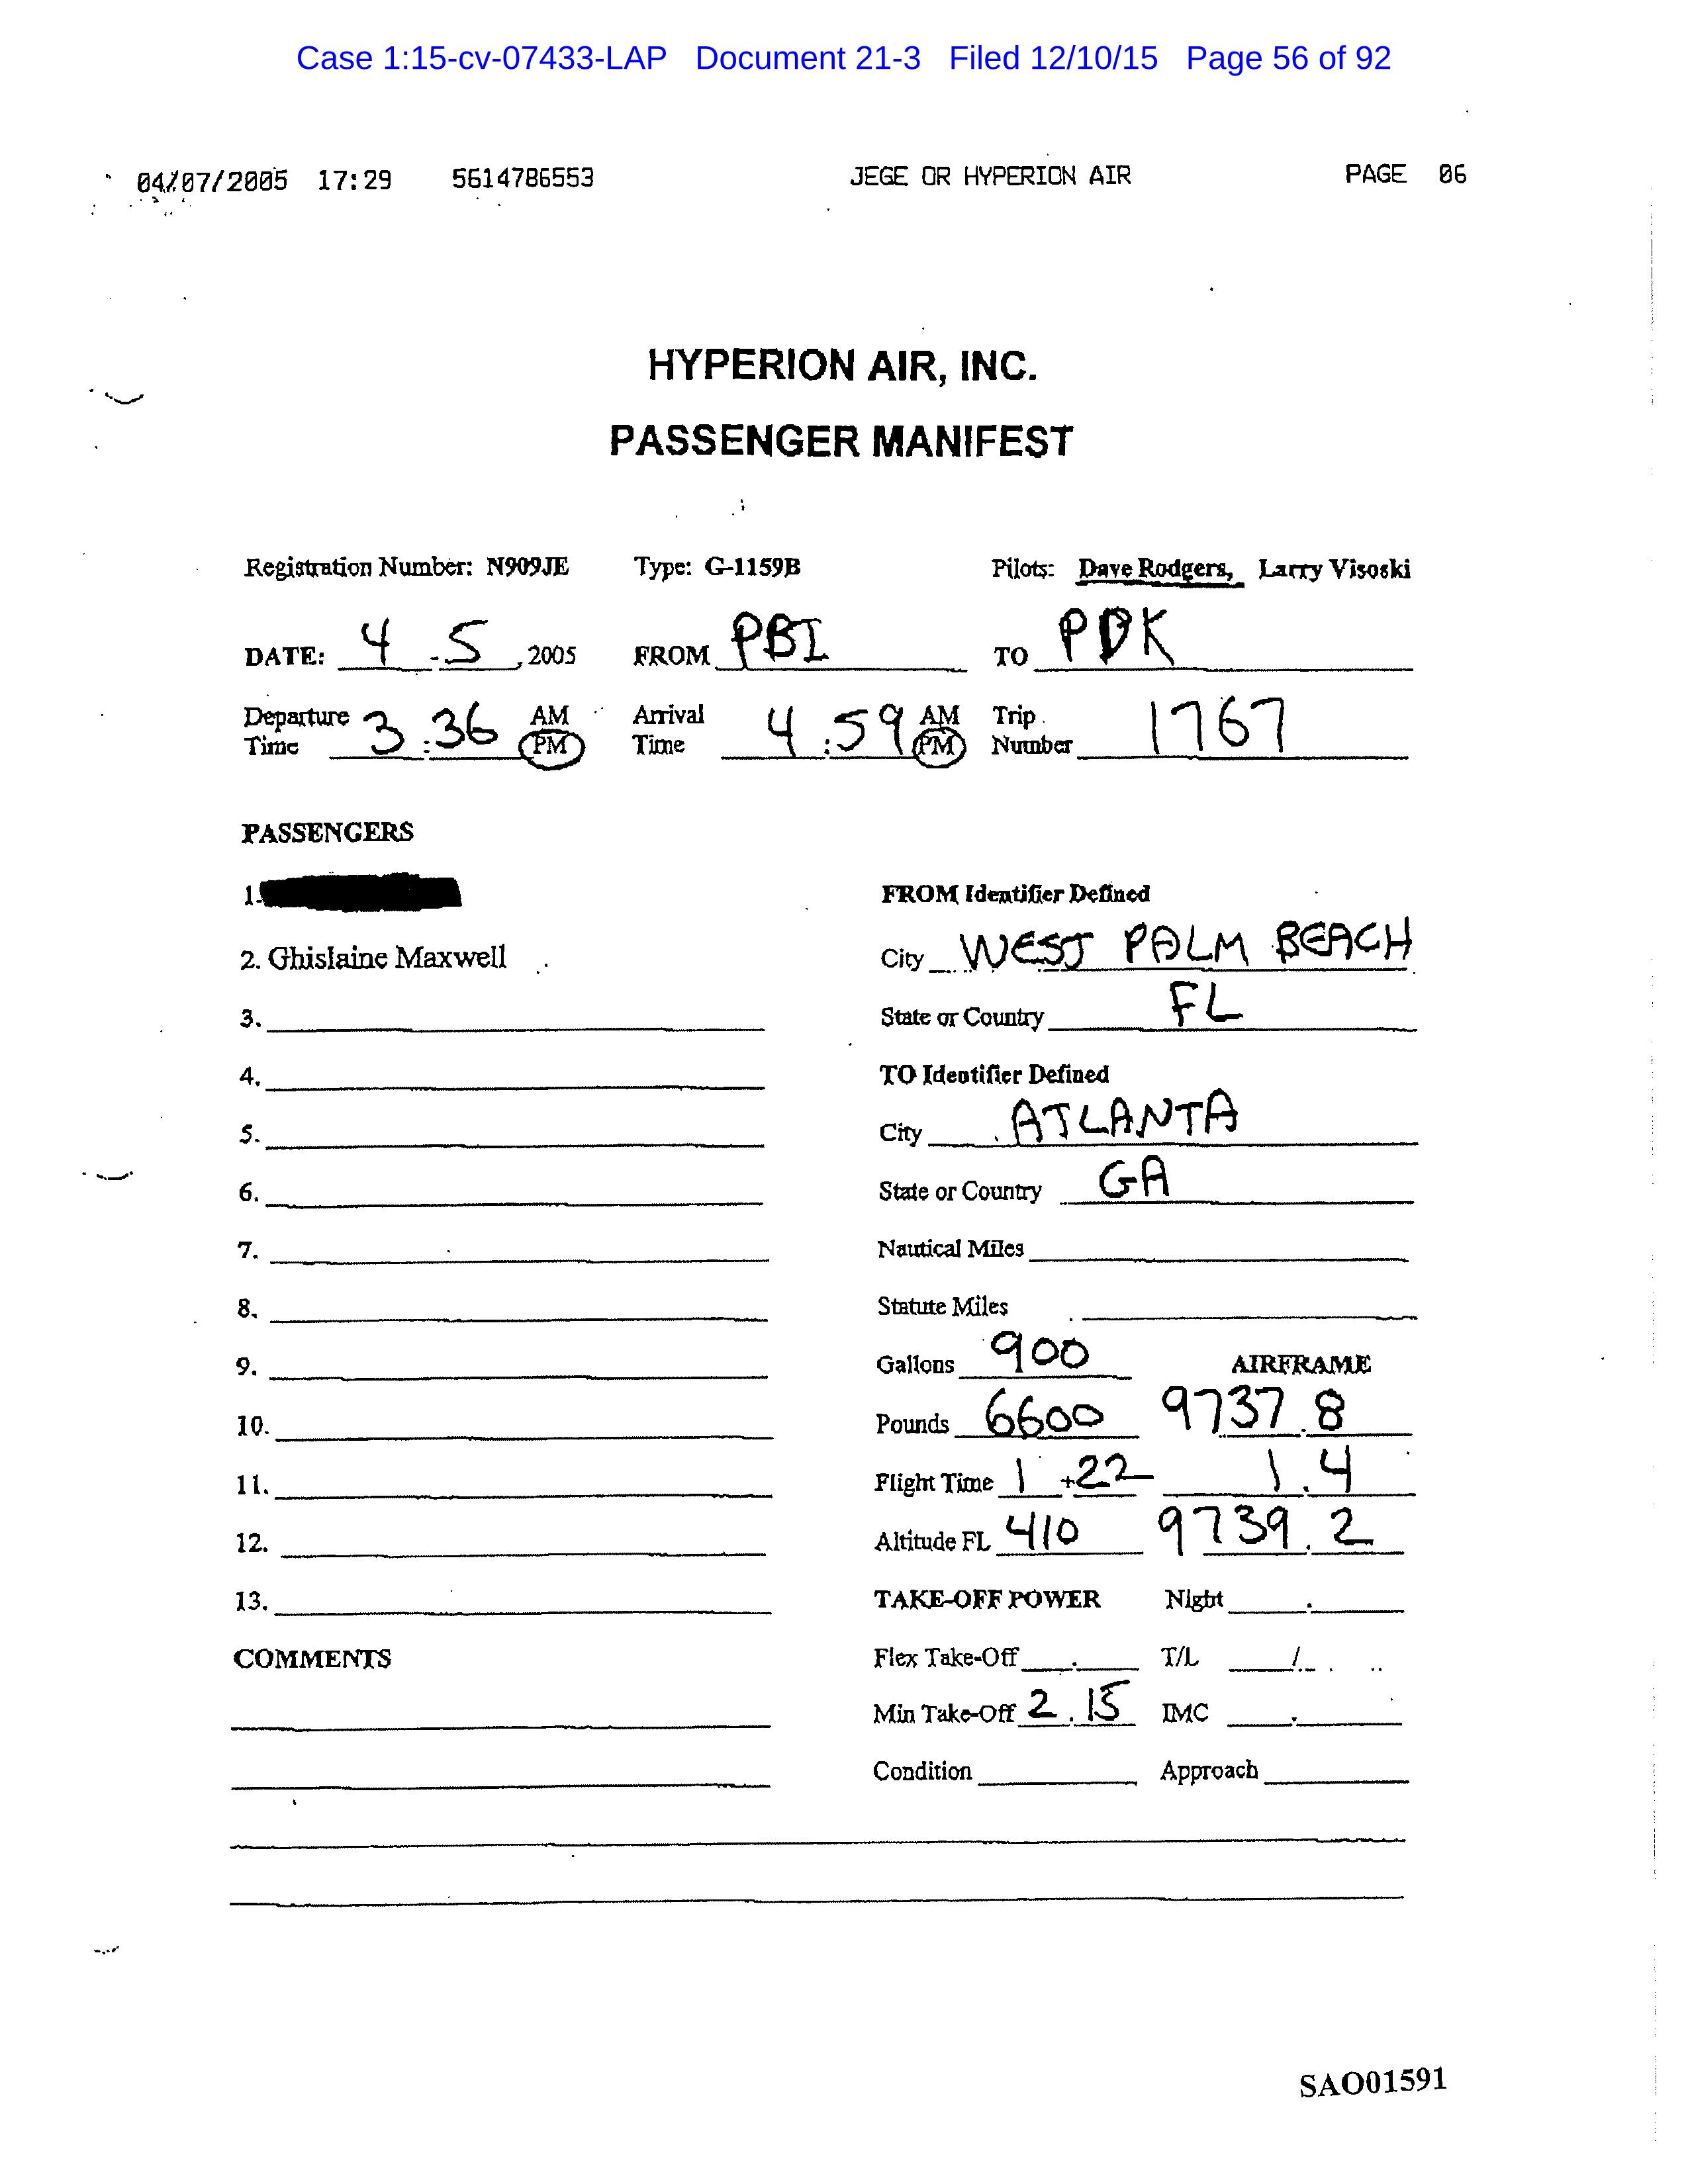 Case 1:15-cv-07433-LAP Document 21-3 Filed 12/10/15 Page 56 of 92
04/07/2005 17:29 5614786553 JEGE OR HYPERION AIR PAGE 06
HYPERION AIR, INC.
PASSENGER MANIFEST
Registration Number: N909JE Type: G-1159B Pilots: Dave Rodgers, Larry Visoski
DATE: 4 - 5, 2005 FROM PBI TO PDK
Departure Time 3:36 AM PM Arrival Time 4:59 AM PM Trip Number 1767
PASSENGERS
1. FROM Identifier Defined
2. Ghislaine Maxwell City WEST PALM BEACH
3. State or Country FL
4. TO Identifier Defined
5. City ATLANTA
6. State or Country GA
7. Nautical Miles
8. Statute Miles
9. Gallons 900 AIRFRAME
10. Pounds 6600 9737.8
11. Flight Time 1+22 1.4
12. Altitude FL 410 9739.2
13. TAKE-OFF POWER Night .
COMMENTS Flex Take-Off . T/L /
Min Take-Off 2.15 IMC .
Condition Approach
SAO01591